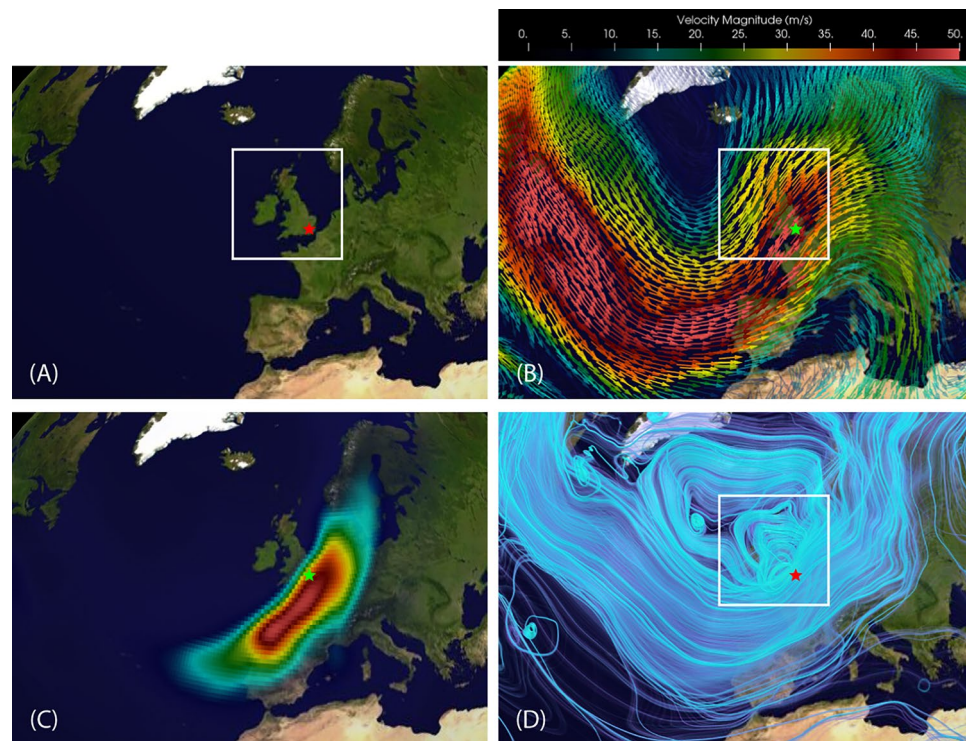 Velocity Magnitude (m/s)
0. 5. 10. 15. 20. 25. 30. 35. 40. 45. 50.
(A)
(B)
(C)
(D)